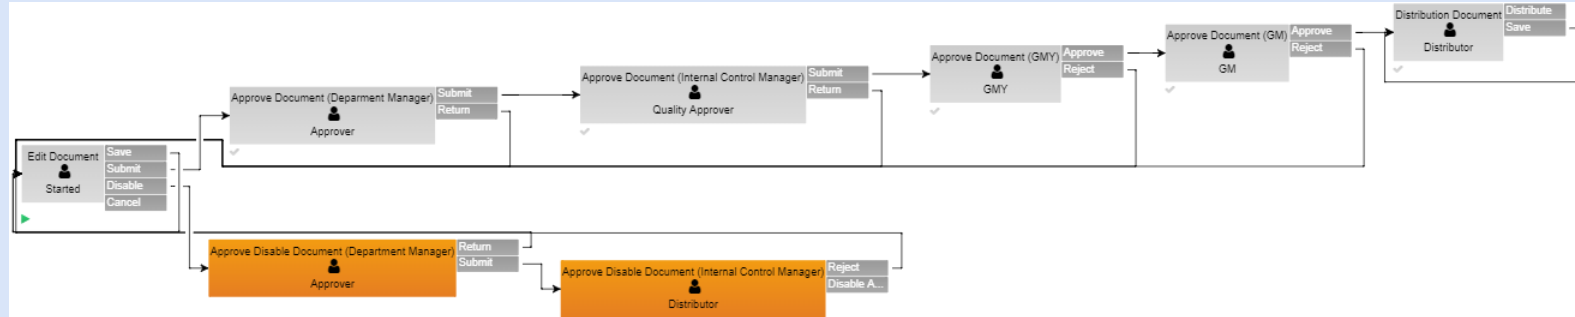 Edit Document
Started
Save
Submit
Disable
Cancel
Approve Document (Deparment Manager)
Approver
Submit
Return
Approve Document (Internal Control Manager)
Quality Approver
Submit
Return
Approve Document (GMY)
GMY
Approve
Reject
Approve Document (GM)
GM
Approve
Reject
Distribution Document
Distributor
Distribute
Save
Approve Disable Document (Department Manager)
Approver
Return
Submit
Approve Disable Document (Internal Control Manager)
Distributor
Reject
Disable A...